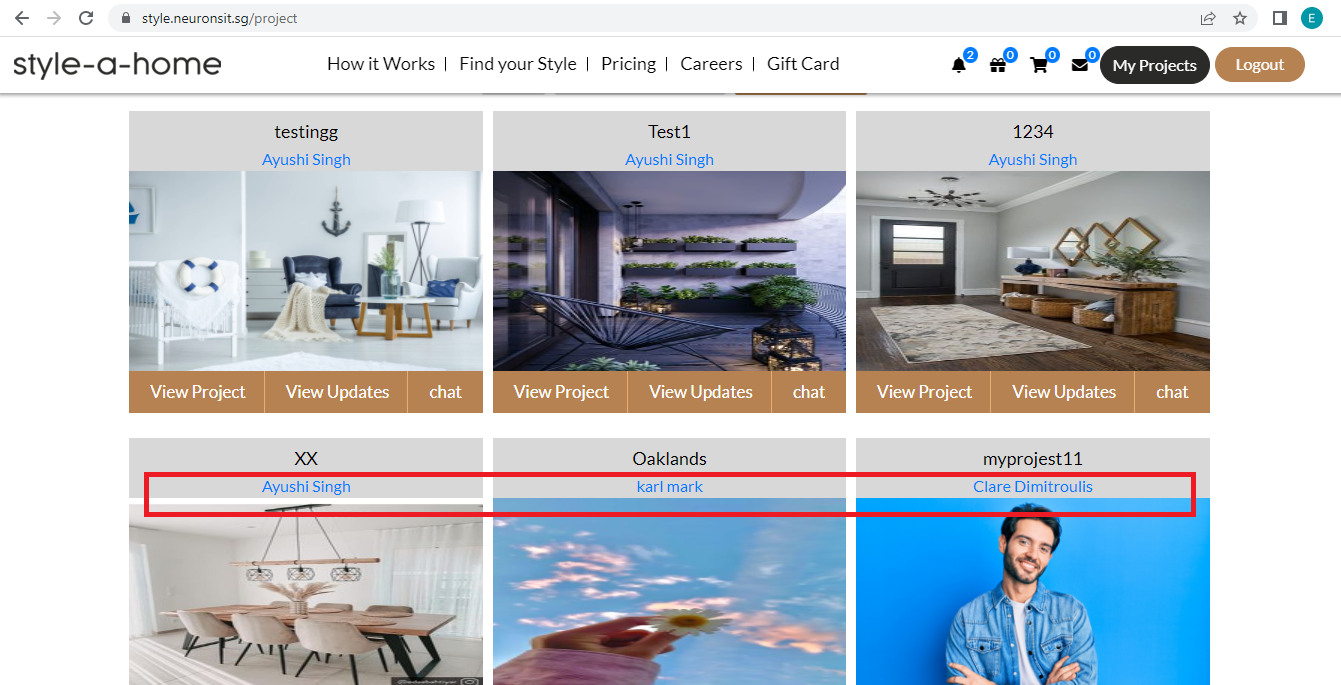 style.neuronsit.sg/project
E
style-a-home
How it Works | Find your Style | Pricing | Careers | Gift Card
2 0 0 0
My Projects
Logout
testingg Test1 1234
Ayushi Singh Ayushi Singh Ayushi Singh
View Project View Updates chat View Project View Updates chat View Project View Updates chat
XX Oaklands myprojest11
Ayushi Singh karl mark Clare Dimitroulis